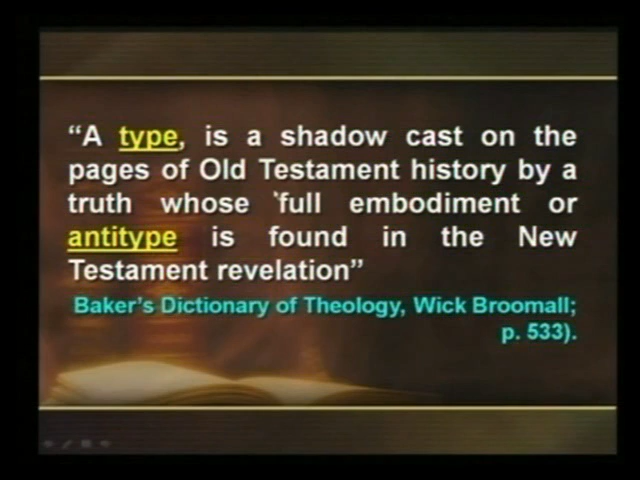 “A type, is a shadow cast on the
pages of Old Testament history by a
truth whose full embodiment or
antitype is found in the New
Testament revelation”
Baker’s Dictionary of Theology, Wick Broomall;
p. 533).